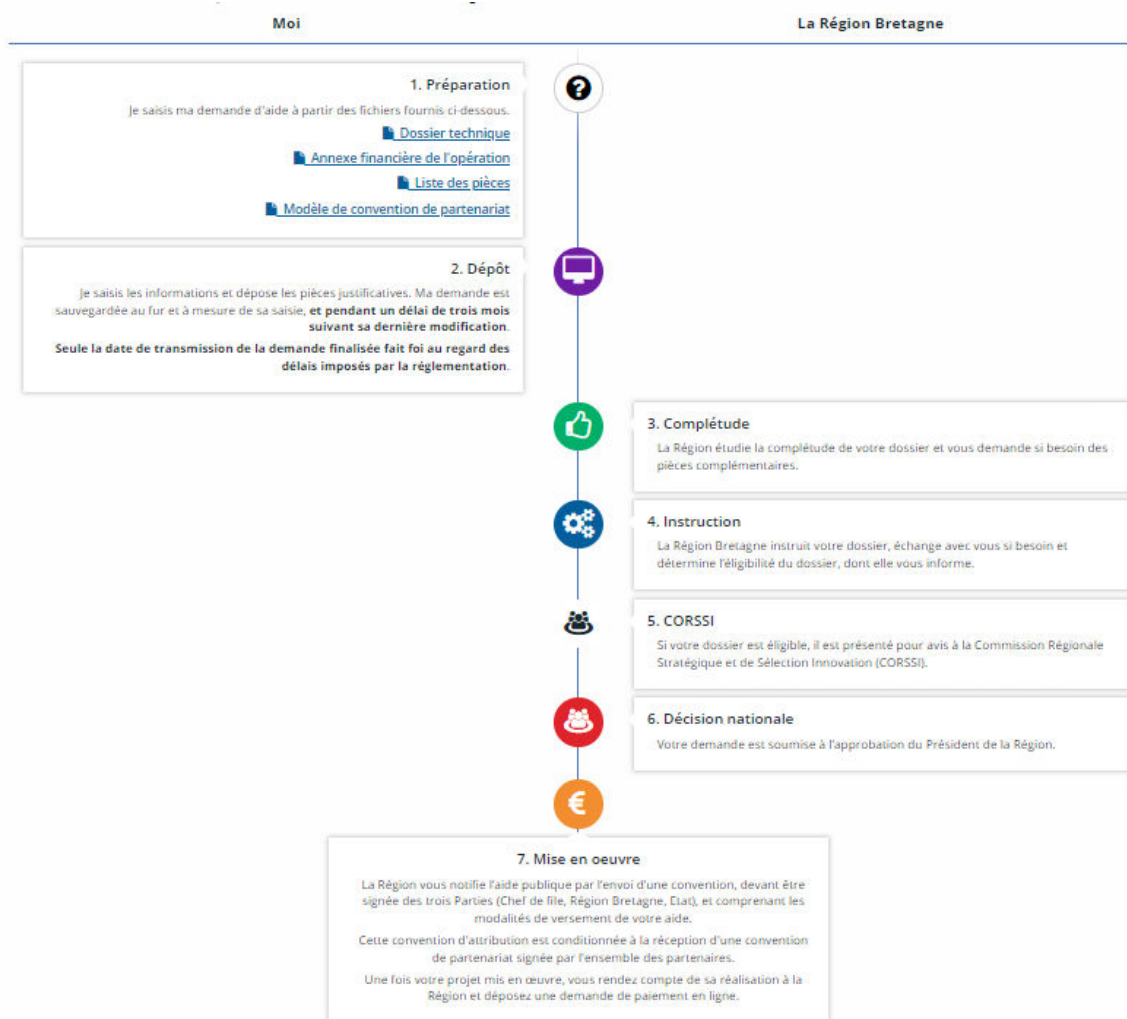 Moi
La Région Bretagne
1. Préparation
Je saisis ma demande d'aide à partir des fichiers fournis ci-dessous.
Dossier technique
Annexe financière de l'opération
Liste des pièces
Modèle de convention de partenariat
2. Dépôt
Je saisis les informations et dépose les pièces justificatives. Ma demande est
sauvegardée au fur et à mesure de sa saisie, et pendant un délai de trois mois
suivant sa dernière modification.
Seule la date de transmission de la demande finalisée fait foi au regard des
délais imposés par la réglementation.
3. Complétude
La Région étudie la complétude de votre dossier et vous demande si besoin des
pièces complémentaires.
4. Instruction
La Région Bretagne instruit votre dossier, échange avec vous si besoin et
détermine l'éligibilité du dossier, dont elle vous informe.
5. CORSSI
Si votre dossier est éligible, il est présenté pour avis à la Commission Régionale
Stratégique et de Sélection Innovation (CORSSI).
6. Décision nationale
Votre demande est soumise à l'approbation du Président de la Région.
€
7. Mise en oeuvre
La Région vous notifie l'aide publique par l'envoi d'une convention, devant être
signée des trois Parties (Chef de file, Région Bretagne, Etat), et comprenant les
modalités de versement de votre aide.
Cette convention d'attribution est conditionnée à la réception d'une convention
de partenariat signée par l'ensemble des partenaires.
Une fois votre projet mis en œuvre, vous rendez compte de sa réalisation à la
Région et déposez une demande de paiement en ligne.